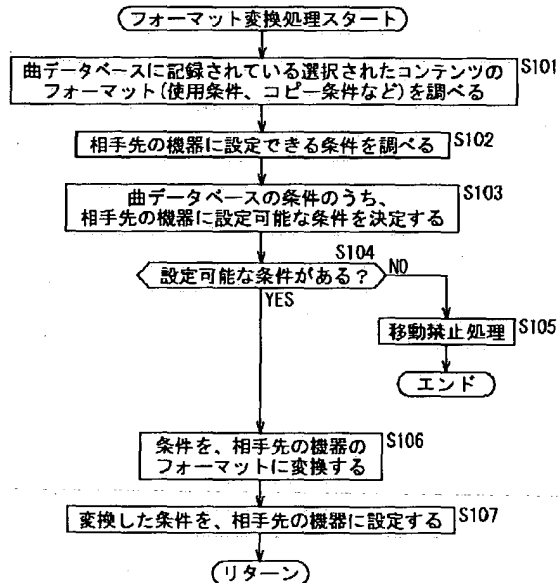 フォーマット変換処理スタート
曲データベースに記録されている選択されたコンテンツの
フォーマット(使用条件、コピー条件など)を調べる
S101
相手先の機器に設定できる条件を調べる
S102
曲データベースの条件のうち、
相手先の機器に設定可能な条件を決定する
S103
S104
設定可能な条件がある?
NO
YES
移動禁止処理
S105
エンド
条件を、相手先の機器の
フォーマットに変換する
S106
変換した条件を、相手先の機器に設定する
S107
リターン